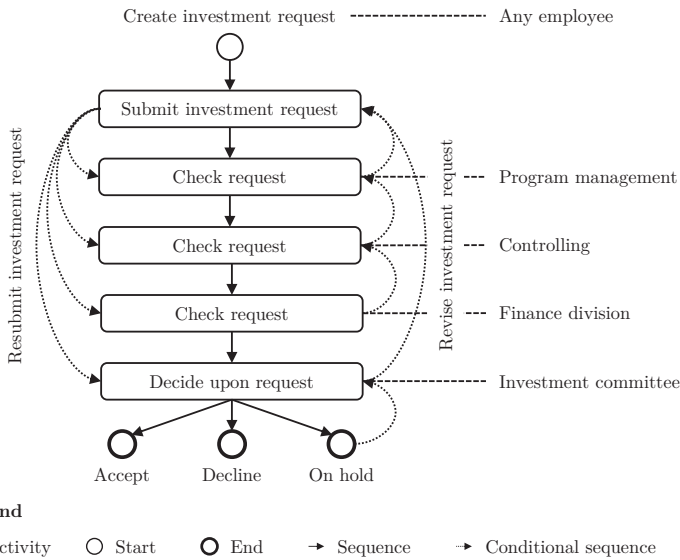 Create investment request
Any employee
Submit investment request
Check request
Program management
Check request
Controlling
Check request
Finance division
Decide upon request
Investment committee
Resubmit investment request
Revise investment request
Accept
Decline
On hold
nd
ctivity
Start
End
Sequence
Conditional sequence